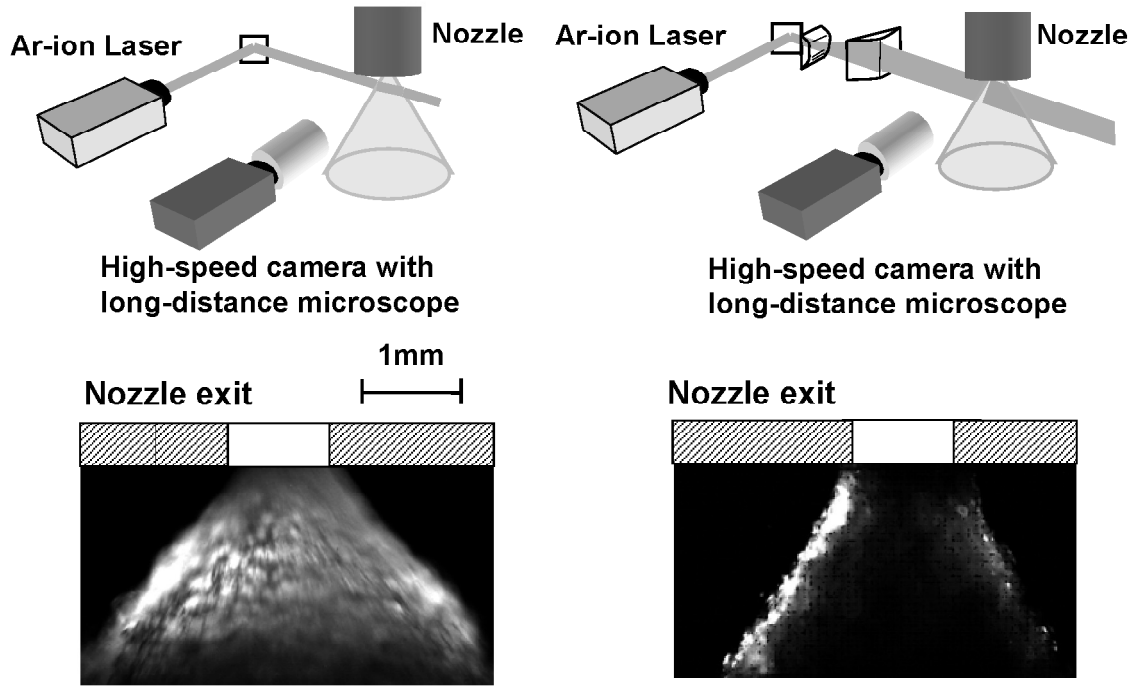 Ar-ion Laser
Nozzle
High-speed camera with
long-distance microscope
1mm
Nozzle exit
Ar-ion Laser
Nozzle
High-speed camera with
long-distance microscope
Nozzle exit